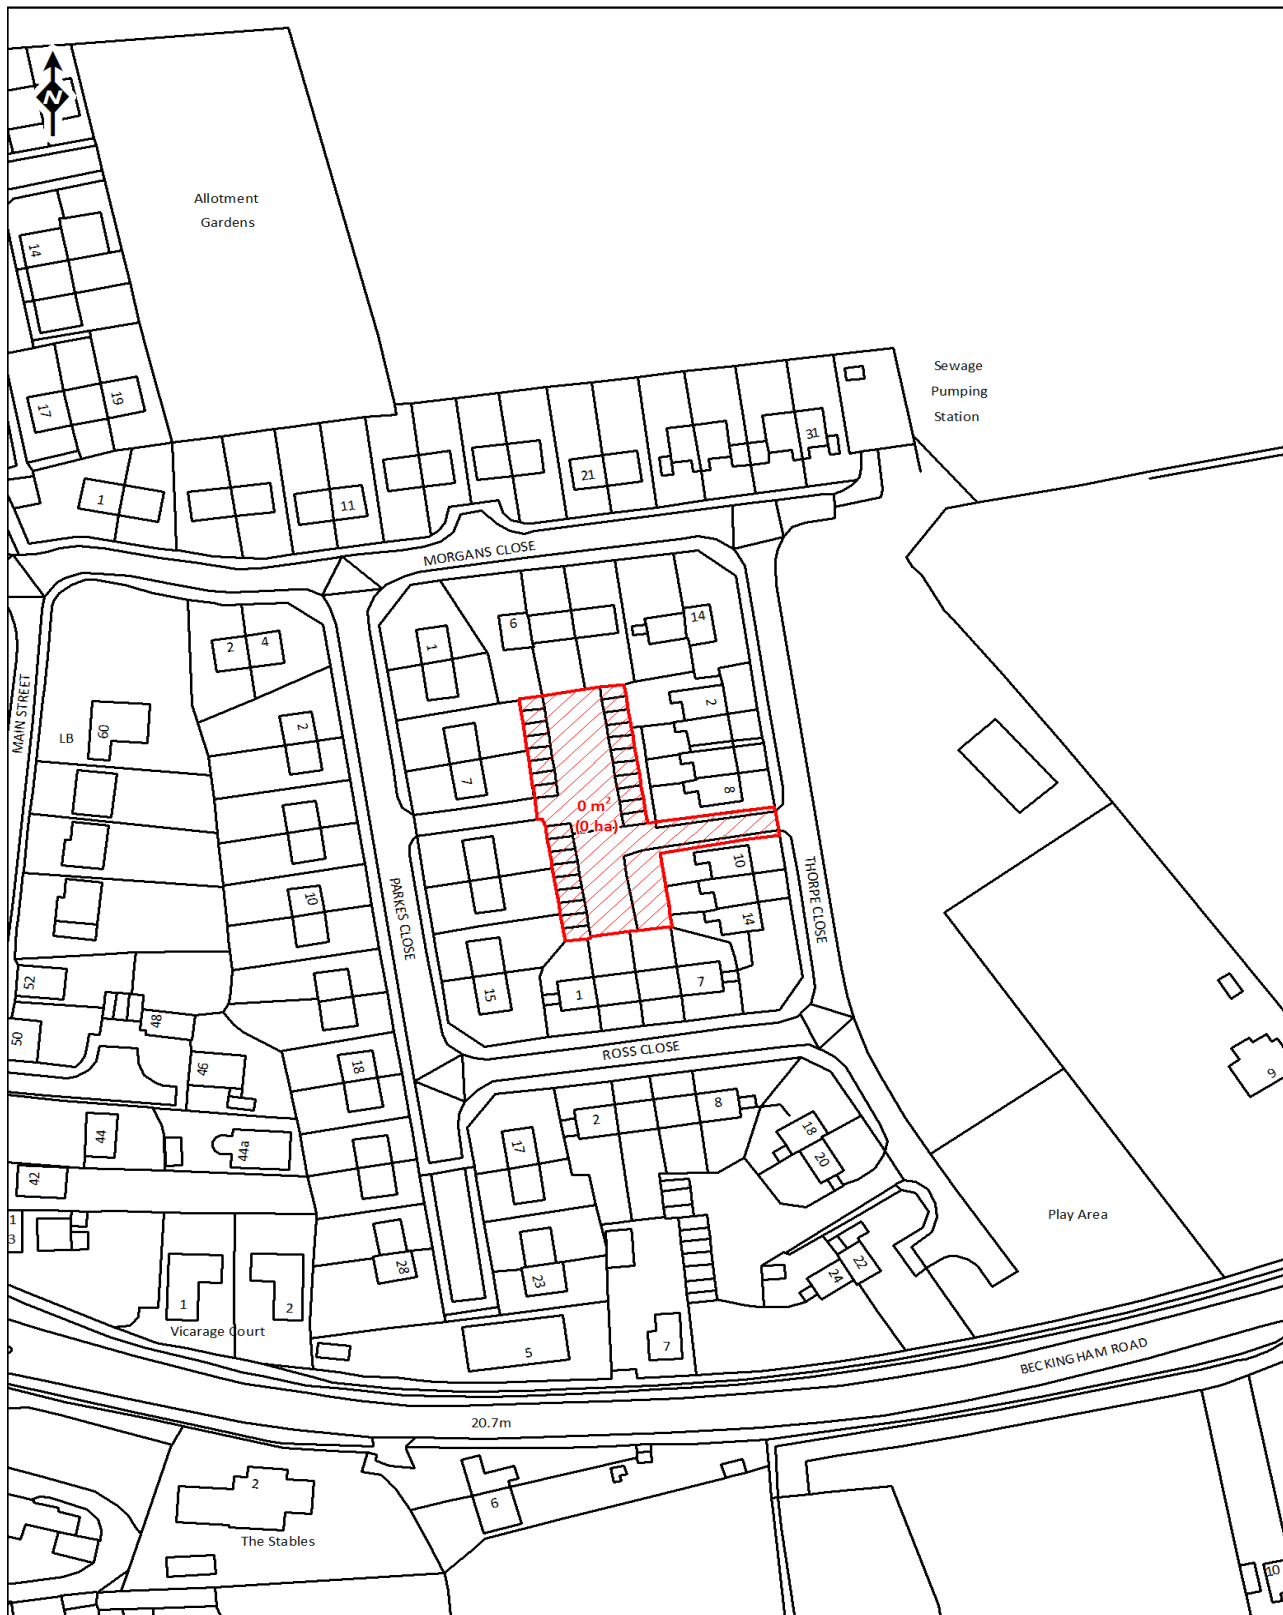 N
Allotment
Gardens
14
17
19
Sewage
Pumping
Station
31
21
11
1
MORGANS CLOSE
6
14
1
2
4
MAIN STREET
LB
60
2
7
2
8
0 m²
(0 ha)
10
PARKES CLOSE
THORPE CLOSE
10
14
52
15
1
7
50
48
46
18
ROSS CLOSE
9
44
44a
42
17
2
8
18
20
1
3
Play Area
28
23
24
22
1
2
Vicarage Court
5
7
BECKINGHAM ROAD
20.7m
2
The Stables
6
10